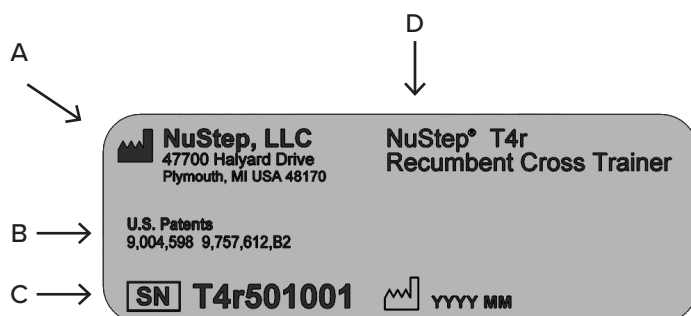 A
D
NuStep, LLC
47700 Halyard Drive
Plymouth, MI USA 48170
NuStep® T4r
Recumbent Cross Trainer
B
U.S. Patents
9,004,598 9,757,612,B2
C
SN T4r501001
YYYY MM